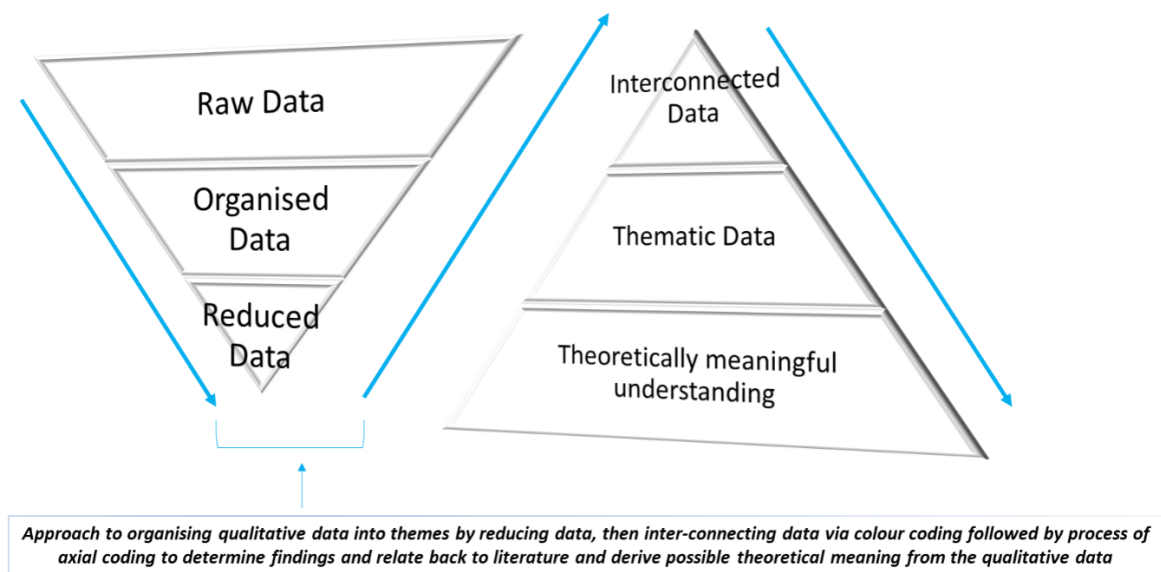 Raw Data
Organised
Data
Reduced
Data
Interconnected
Data
Thematic Data
Theoretically meaningful
understanding
Approach to organising qualitative data into themes by reducing data, then inter-connecting data via colour coding followed by process of
axial coding to determine findings and relate back to literature and derive possible theoretical meaning from the qualitative data